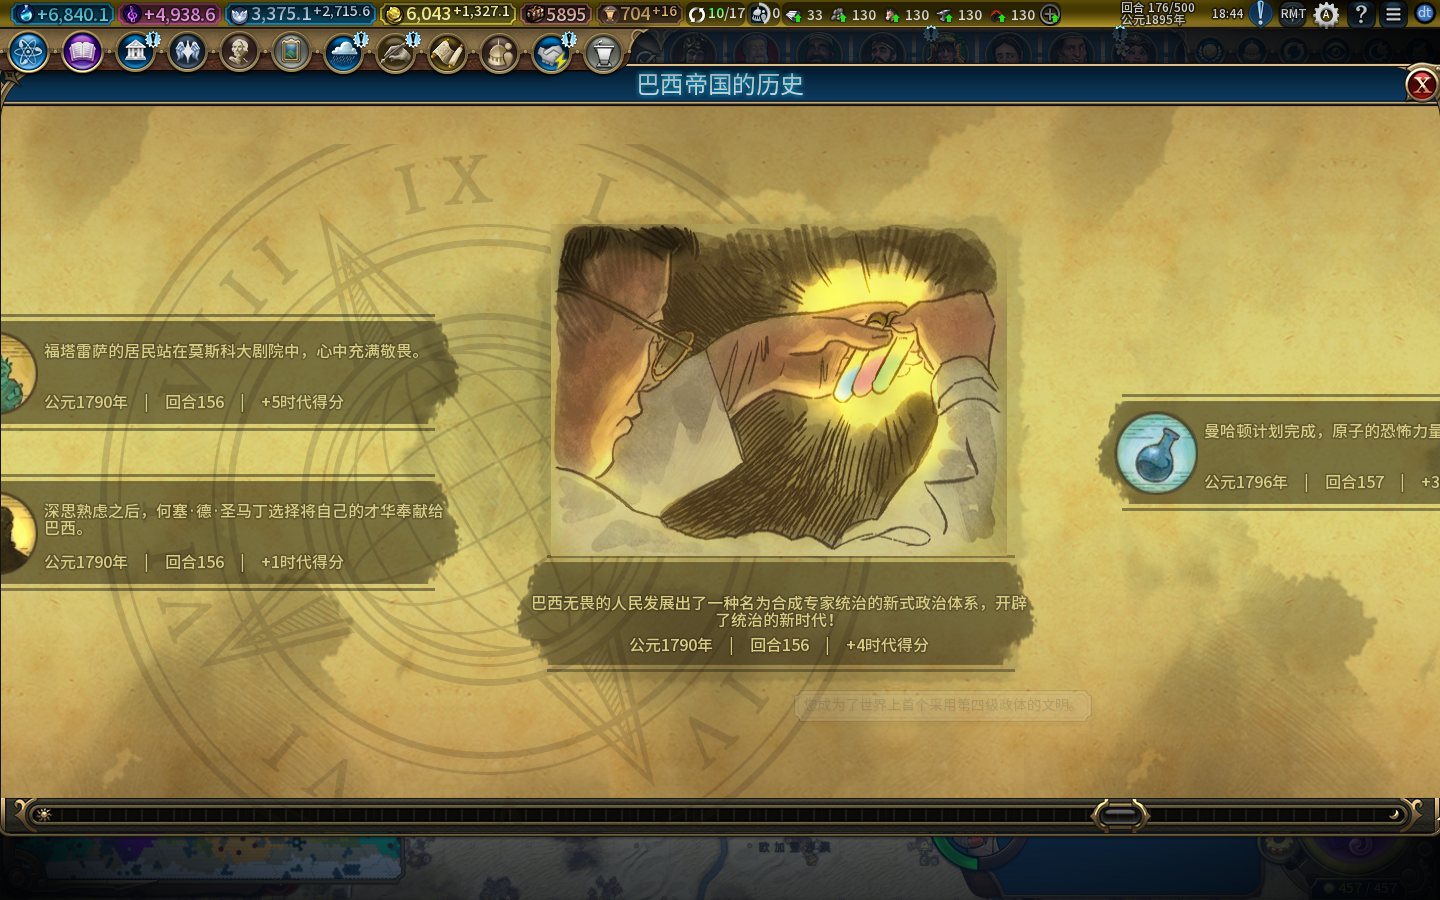 +6,840.1 +4,938.6 3,375.1 +2,715.6 6,043 +1,327.1 5895 704 +16 10/17 0 33 130 130 130 130
回合 176/500
公元1895年
18:44 RMT A ? dt
巴西帝国的历史
X
IX
I
VIII
福塔雷萨的居民站在莫斯科大剧院中，心中充满敬畏。
公元1790年 | 回合156 | +5时代得分
深思熟虑之后，何塞·德·圣马丁选择将自己的才华奉献给
巴西。
公元1790年 | 回合156 | +1时代得分
巴西无畏的人民发展出了一种名为合成专家统治的新式政治体系，开辟
了统治的新时代！
公元1790年 | 回合156 | +4时代得分
曼哈顿计划完成，原子的恐怖力量
公元1796年 | 回合157 | +3
成为了世界上首个采用第四级政体的文明。
VI
457 / 457